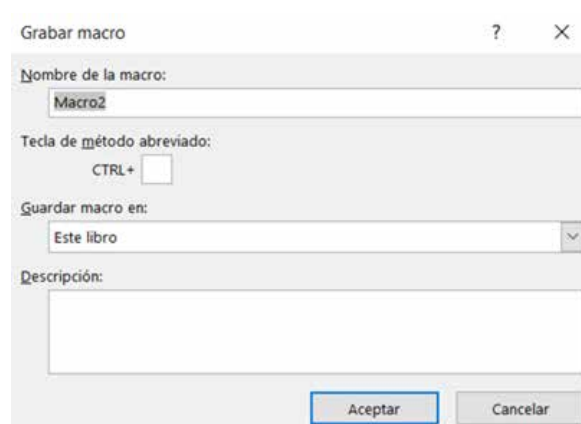 Grabar macro ? ×
Nombre de la macro:
Macro2
Tecla de método abreviado:
CTRL+
Guardar macro en:
Este libro
Descripción:
Aceptar Cancelar